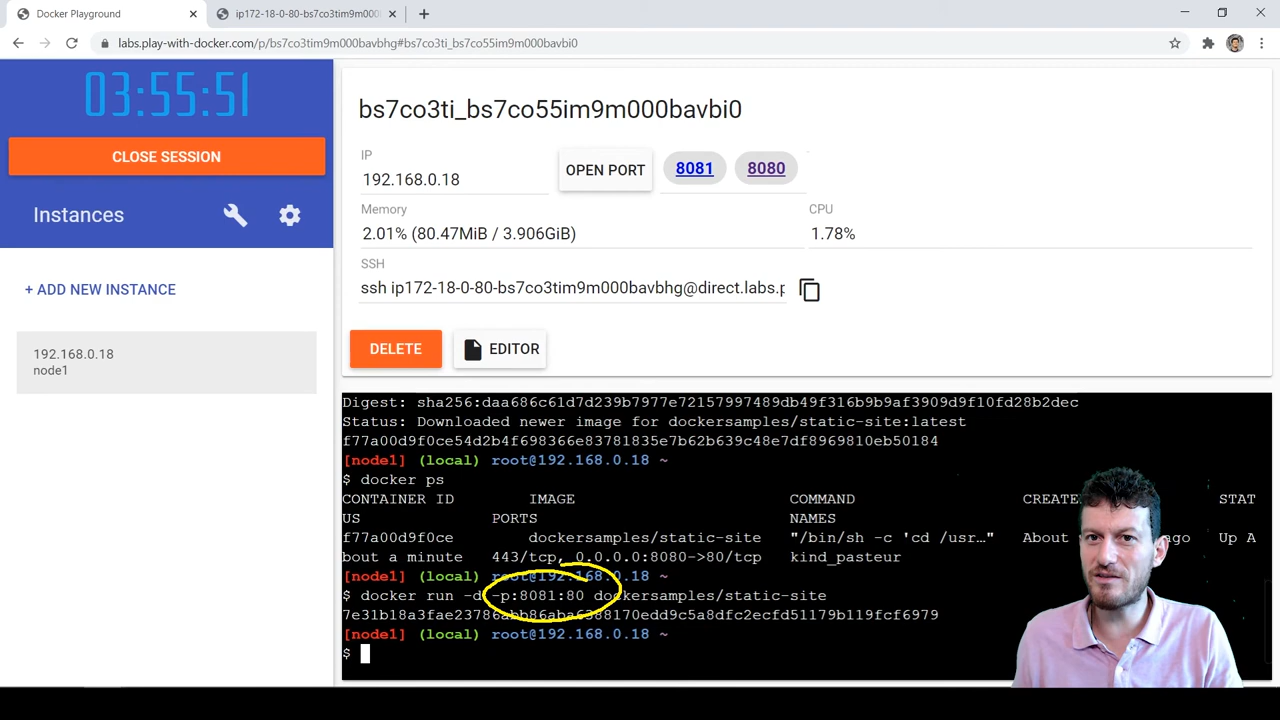 Docker Playground
ip172-18-0-80-bs7co3tim9m000
labs.play-with-docker.com/p/bs7co3tim9m000bavbhg#bs7co3ti_bs7co55im9m000bavbi0
03:55:51
CLOSE SESSION
Instances
+ ADD NEW INSTANCE
192.168.0.18
node1
bs7co3ti_bs7co55im9m000bavbi0
IP
192.168.0.18
OPEN PORT
8081
8080
Memory
2.01% (80.47MiB / 3.906GiB)
CPU
1.78%
SSH
ssh ip172-18-0-80-bs7co3tim9m000bavbhg@direct.labs.p
DELETE
EDITOR
Digest: sha256:daa686c61d7d239b7977e72157997489db49f316b9b9af3909d9f10fd28b2dec
Status: Downloaded newer image for dockersamples/static-site:latest
f77a00d9f0ce54d2b4f698366e83781835e7b62b639c48e7df8969810eb50184
[node1] (local) root@192.168.0.18 ~
$ docker ps
CONTAINER ID IMAGE COMMAND CREATE STAT
US PORTS NAMES
f77a00d9f0ce dockersamples/static-site "/bin/sh -c 'cd /usr…" About ago Up A
bout a minute 443/tcp, 0.0.0.0:8080->80/tcp kind_pasteur
[node1] (local) root@192.168.0.18 ~
$ docker run -d -p:8081:80 dockersamples/static-site
7e31b18a3fae23786abb86aba6388170edd9c5a8dfc2ecfd51179b119fcf6979
[node1] (local) root@192.168.0.18 ~
$